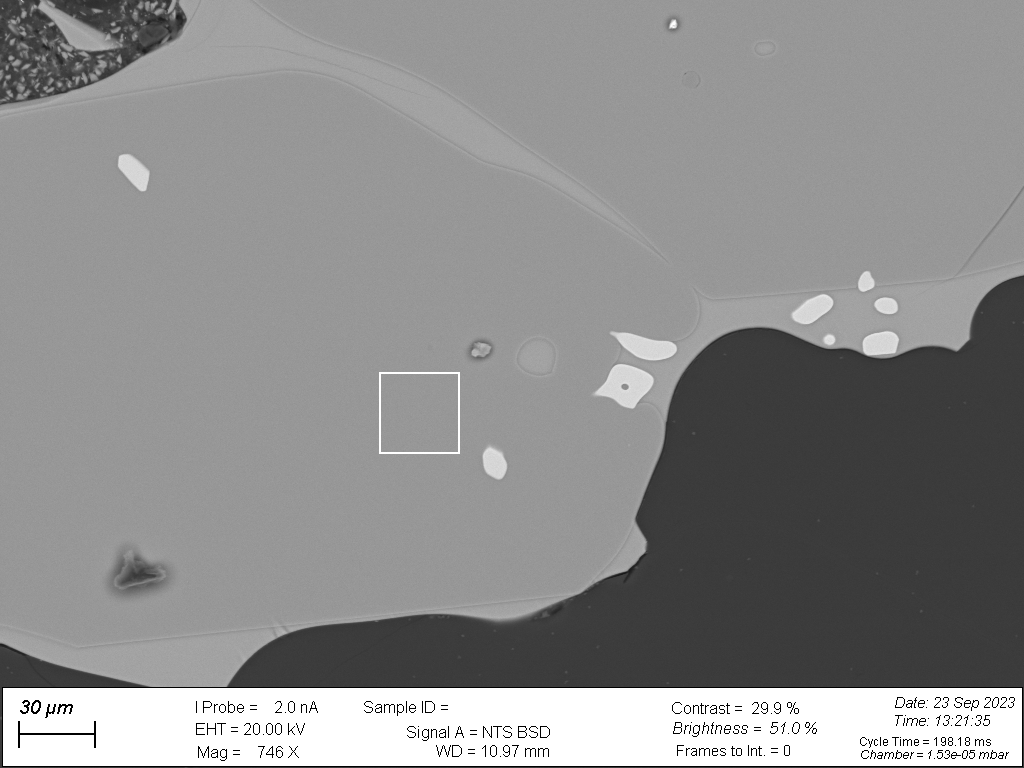 30 µm
I Probe = 2.0 nA
EHT = 20.00 kV
Mag = 746 X
Sample ID =
Signal A = NTS BSD
WD = 10.97 mm
Contrast = 29.9 %
Brightness = 51.0 %
Frames to Int. = 0
Date: 23 Sep 2023
Time: 13:21:35
Cycle Time = 198.18 ms
Chamber = 1.53e-05 mbar